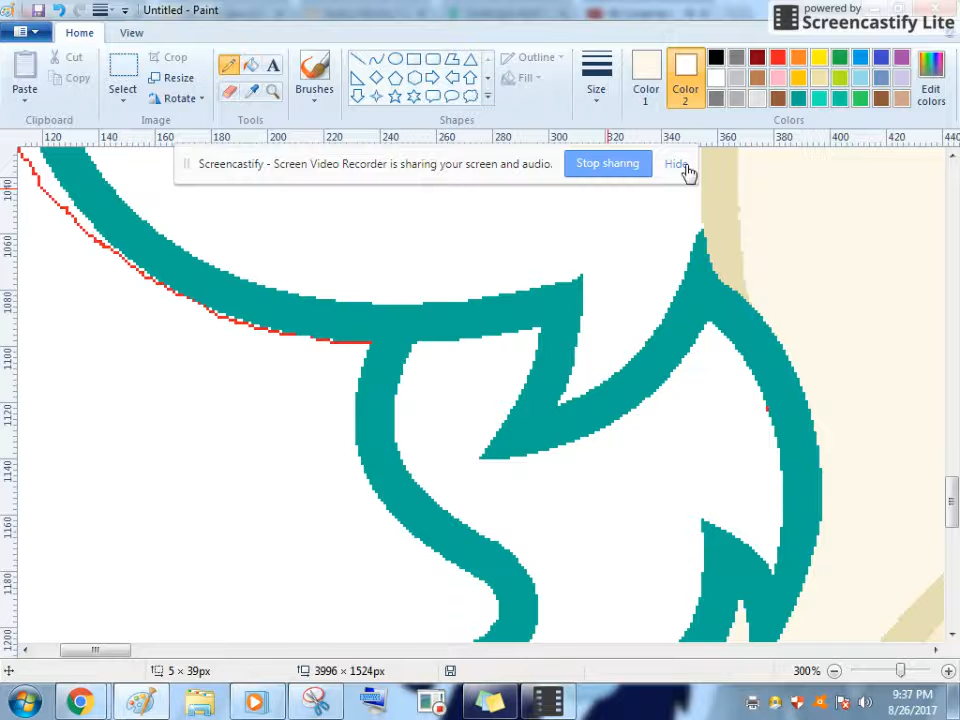 Untitled - Paint
powered by
Screencastify Lite
Home
View
Paste
Cut
Copy
Clipboard
Select
Crop
Resize
Rotate
Image
A
Tools
Brushes
Outline
Fill
Shapes
Size
Color 1
Color 2
Colors
Edit colors
120 140 160 180 200 220 240 260 280 300 320 340 360 380 400 420 440
Screencastify - Screen Video Recorder is sharing your screen and audio.
Stop sharing
Hide
1040
1060
1080
1100
1120
1140
1160
1180
1200
5 × 39px
3996 × 1524px
300%
9:37 PM
8/26/2017